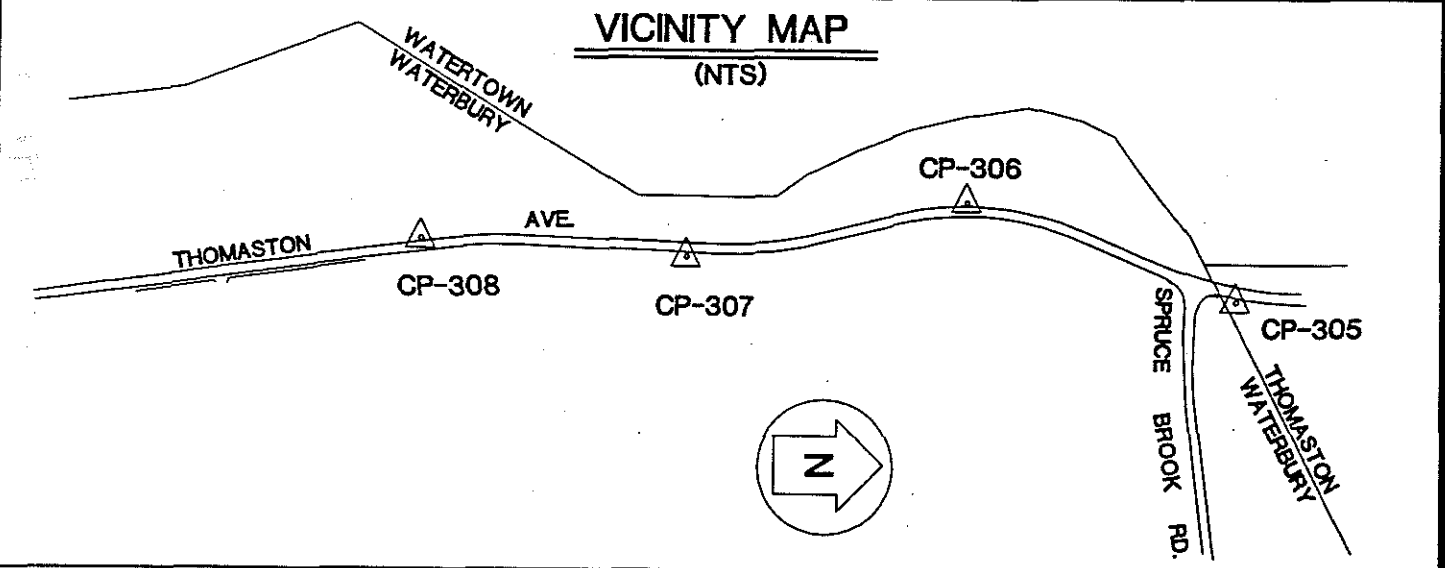 VICINITY MAP
(NTS)
WATERTOWN
WATERBURY
CP-306
THOMASTON
AVE.
CP-308
CP-307
SPRUCE BROOK RD.
CP-305
THOMASTON
WATERBURY
N